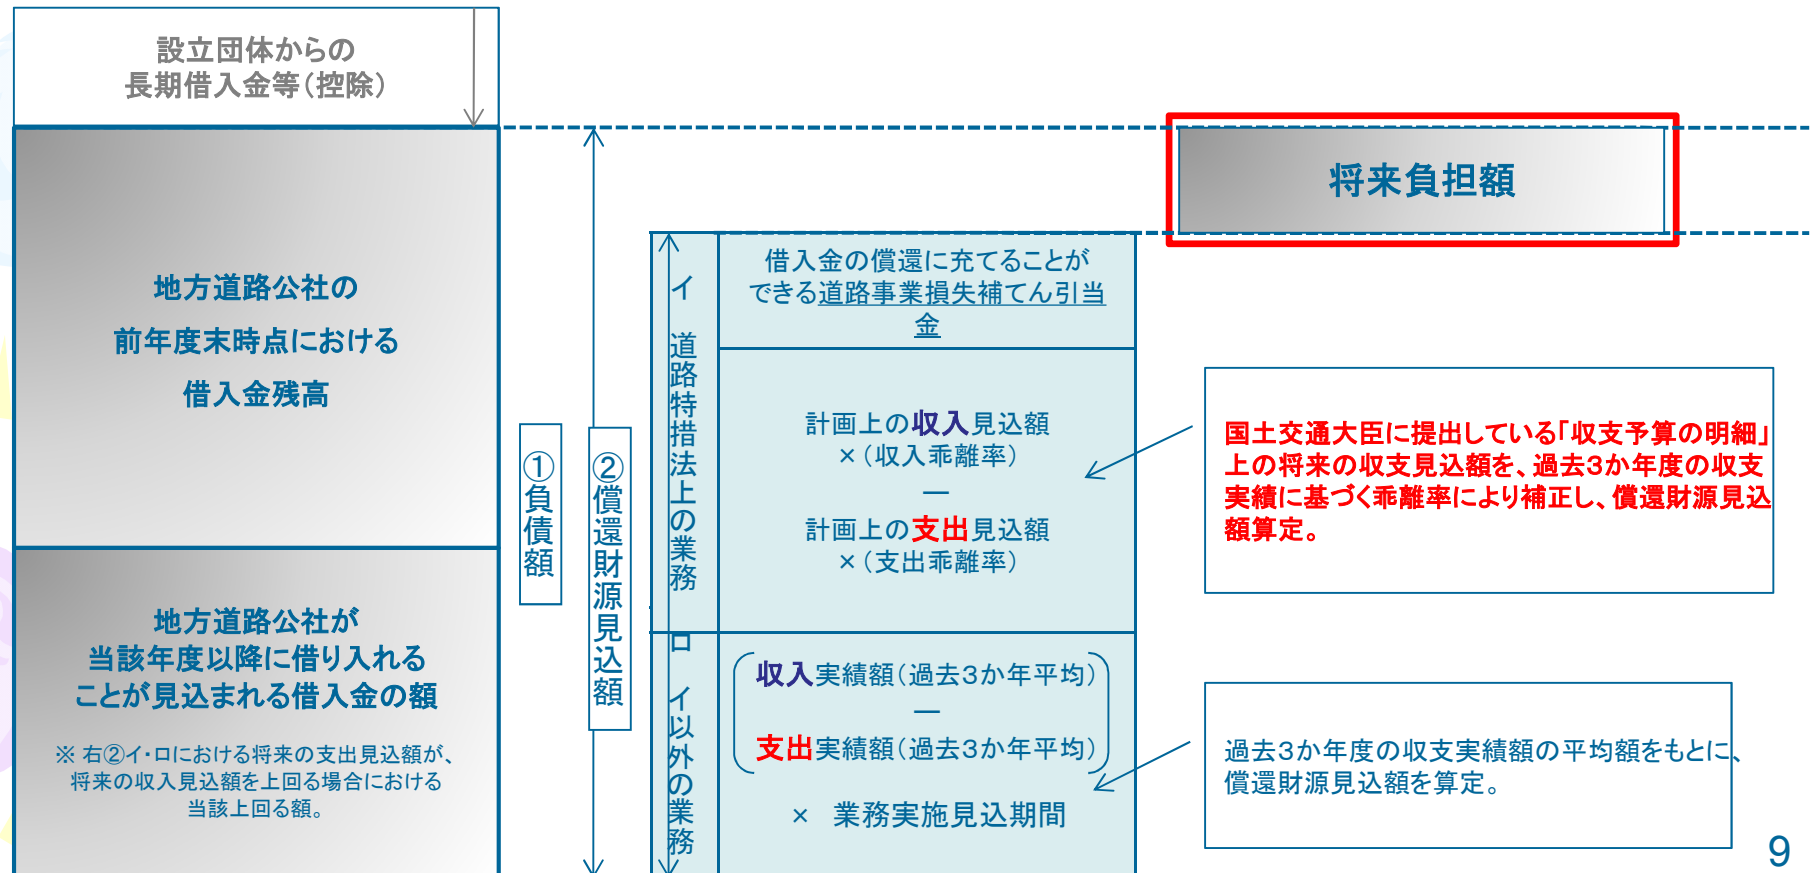 設立団体からの
長期借入金等（控除）
地方道路公社の
前年度末時点における
借入金残高
地方道路公社が
当該年度以降に借り入れる
ことが見込まれる借入金の額
※ 右②イ・ロにおける将来の支出見込額が、
将来の収入見込額を上回る場合における
当該上回る額。
①負債額
②償還財源見込額
イ 道路特措法上の業務
借入金の償還に充てることが
できる道路事業損失補てん引当
金
計画上の収入見込額
×（収入乖離率）
―
計画上の支出見込額
×（支出乖離率）
ロ イ以外の業務
収入実績額（過去3か年平均）
―
支出実績額（過去3か年平均）
× 業務実施見込期間
将来負担額
国土交通大臣に提出している「収支予算の明細」
上の将来の収支見込額を、過去3か年度の収支
実績に基づく乖離率により補正し、償還財源見込
額算定。
過去3か年度の収支実績額の平均額をもとに、
償還財源見込額を算定。
9